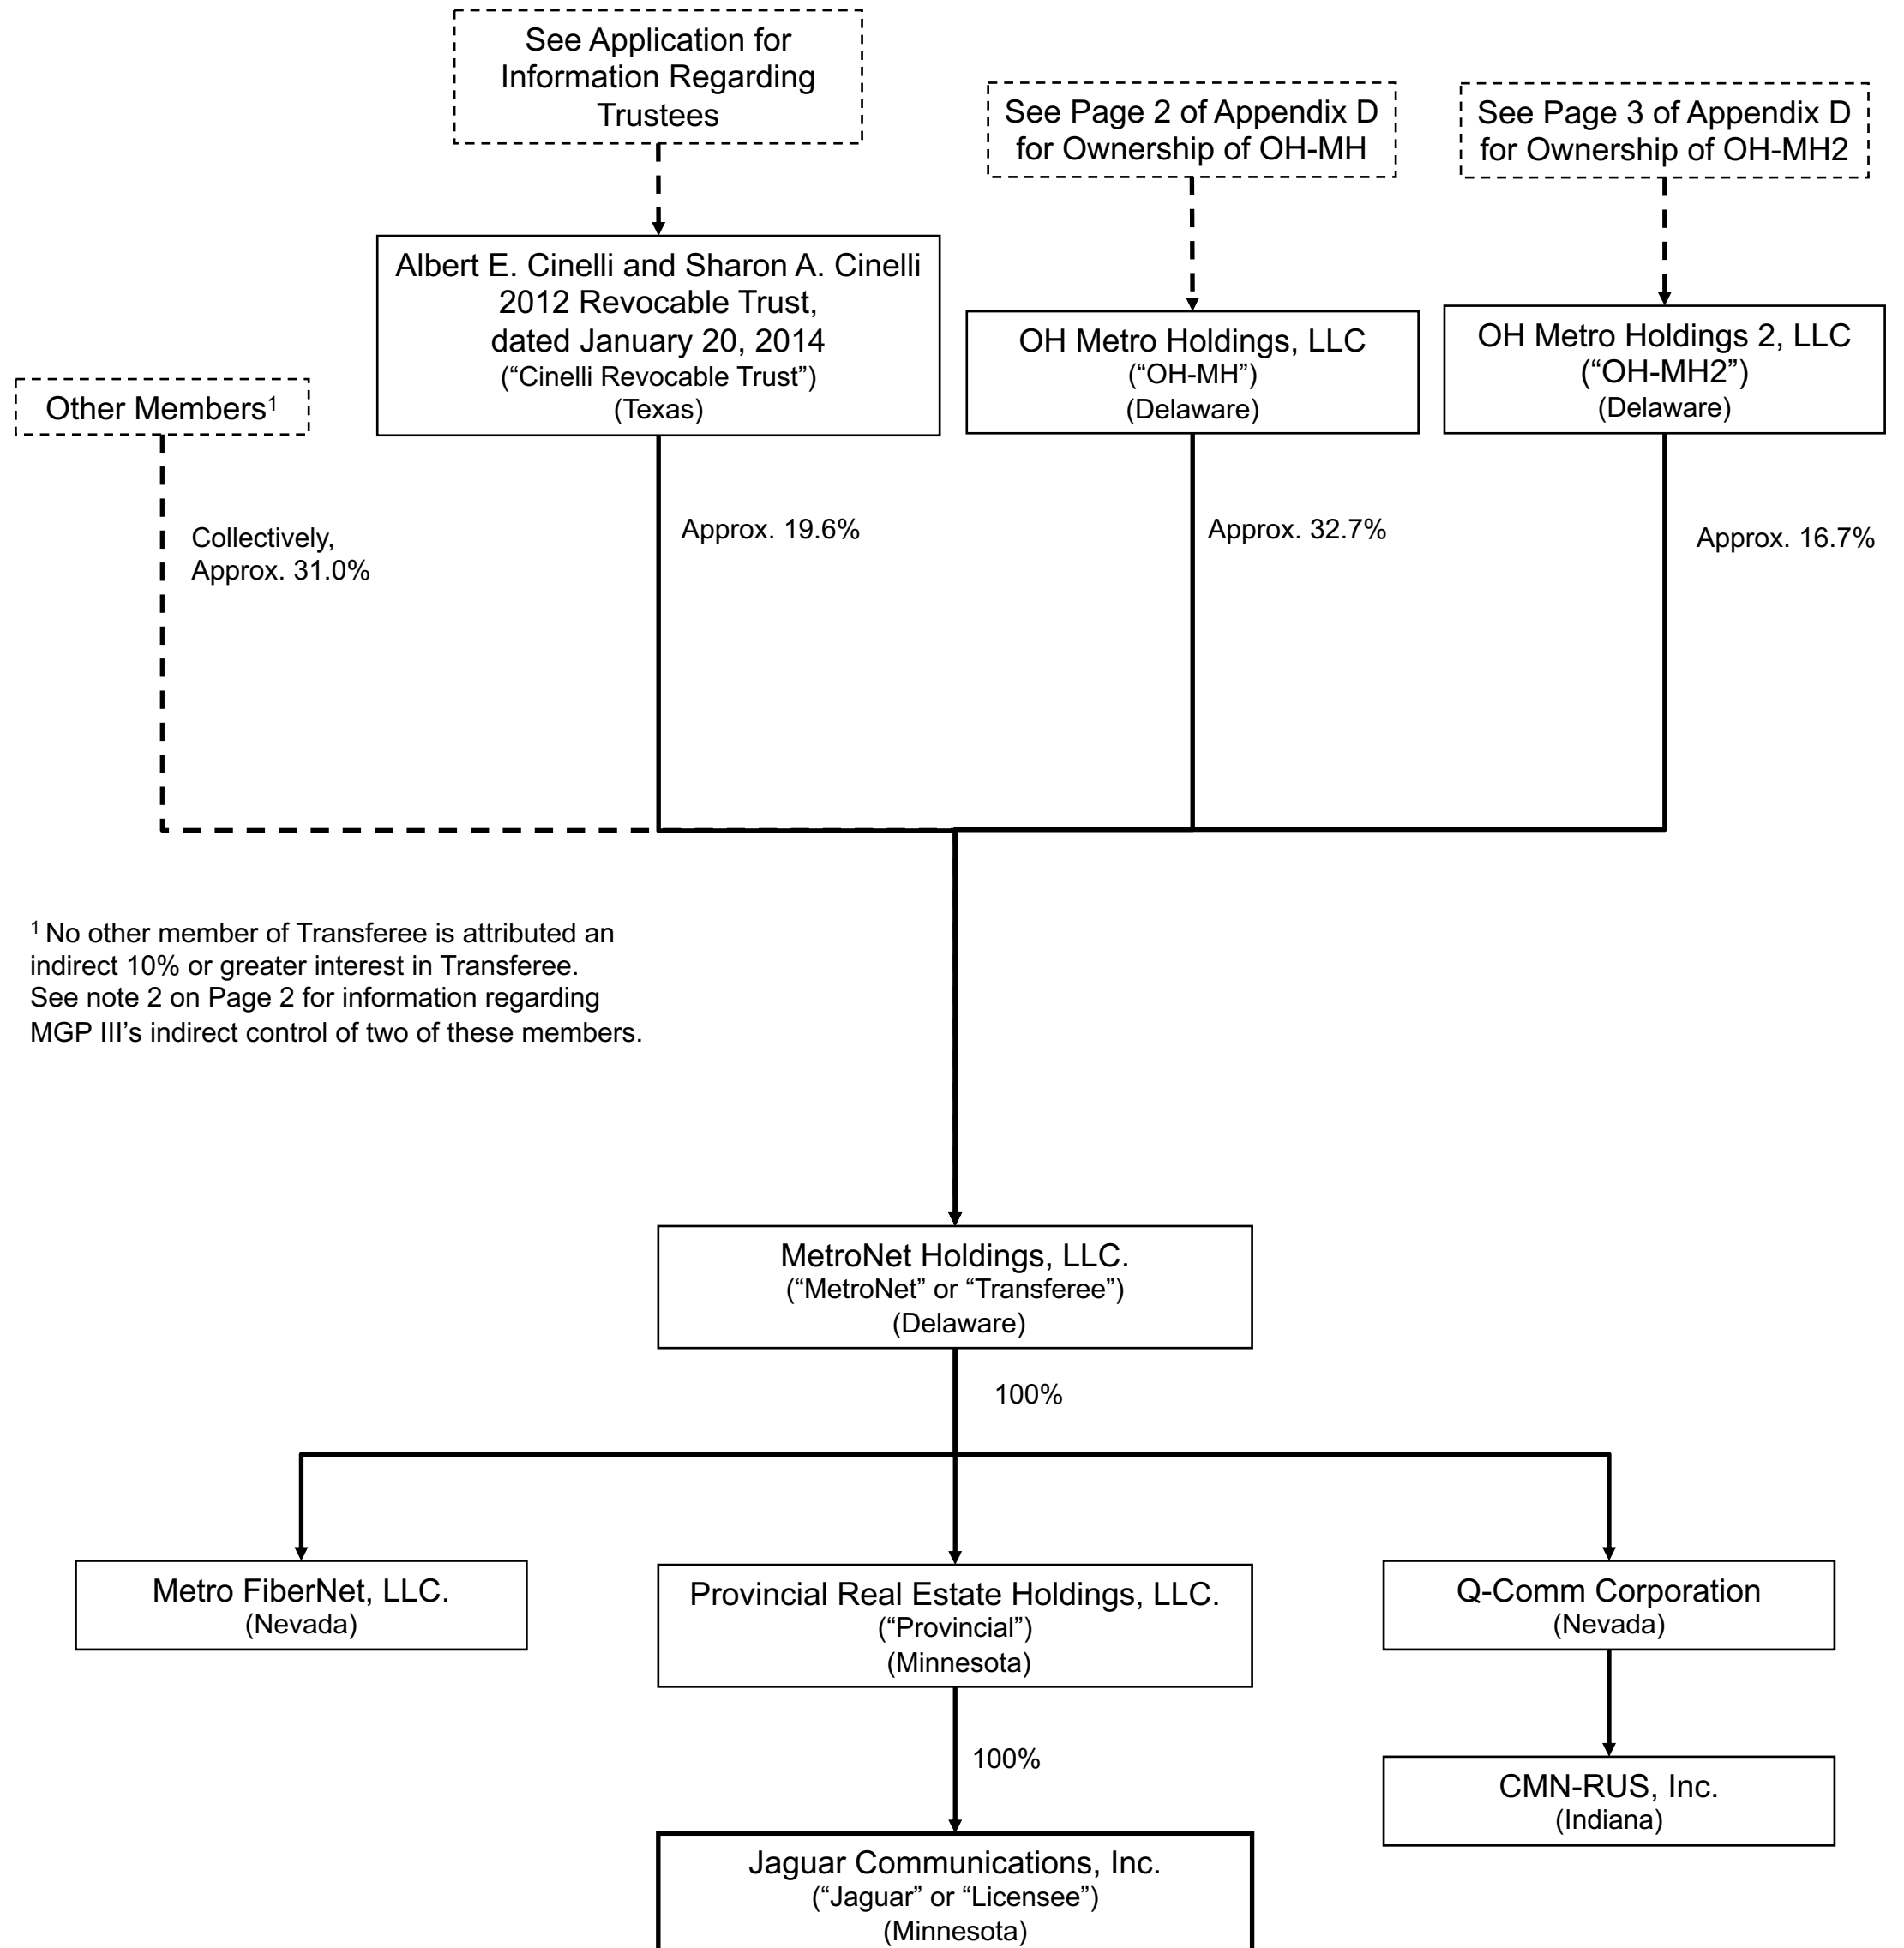 See Application for
Information Regarding
Trustees
See Page 2 of Appendix D
for Ownership of OH-MH
See Page 3 of Appendix D
for Ownership of OH-MH2
Other Members¹
Albert E. Cinelli and Sharon A. Cinelli
2012 Revocable Trust,
dated January 20, 2014
(“Cinelli Revocable Trust”)
(Texas)
OH Metro Holdings, LLC
(“OH-MH”)
(Delaware)
OH Metro Holdings 2, LLC
(“OH-MH2”)
(Delaware)
Collectively,
Approx. 31.0%
Approx. 19.6%
Approx. 32.7%
Approx. 16.7%
¹ No other member of Transferee is attributed an
indirect 10% or greater interest in Transferee.
See note 2 on Page 2 for information regarding
MGP III’s indirect control of two of these members.
MetroNet Holdings, LLC.
(“MetroNet” or “Transferee”)
(Delaware)
100%
Metro FiberNet, LLC.
(Nevada)
Provincial Real Estate Holdings, LLC.
(“Provincial”)
(Minnesota)
Q-Comm Corporation
(Nevada)
100%
CMN-RUS, Inc.
(Indiana)
Jaguar Communications, Inc.
(“Jaguar” or “Licensee”)
(Minnesota)